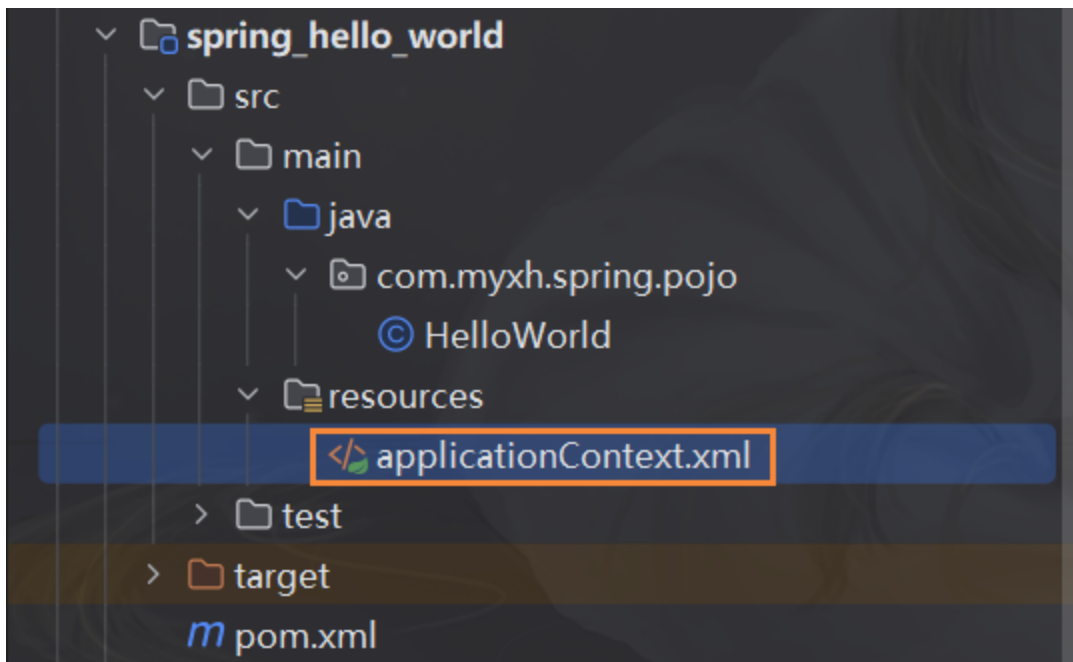 spring_hello_world
src
main
java
com.myxh.spring.pojo
HelloWorld
resources
applicationContext.xml
test
target
pom.xml